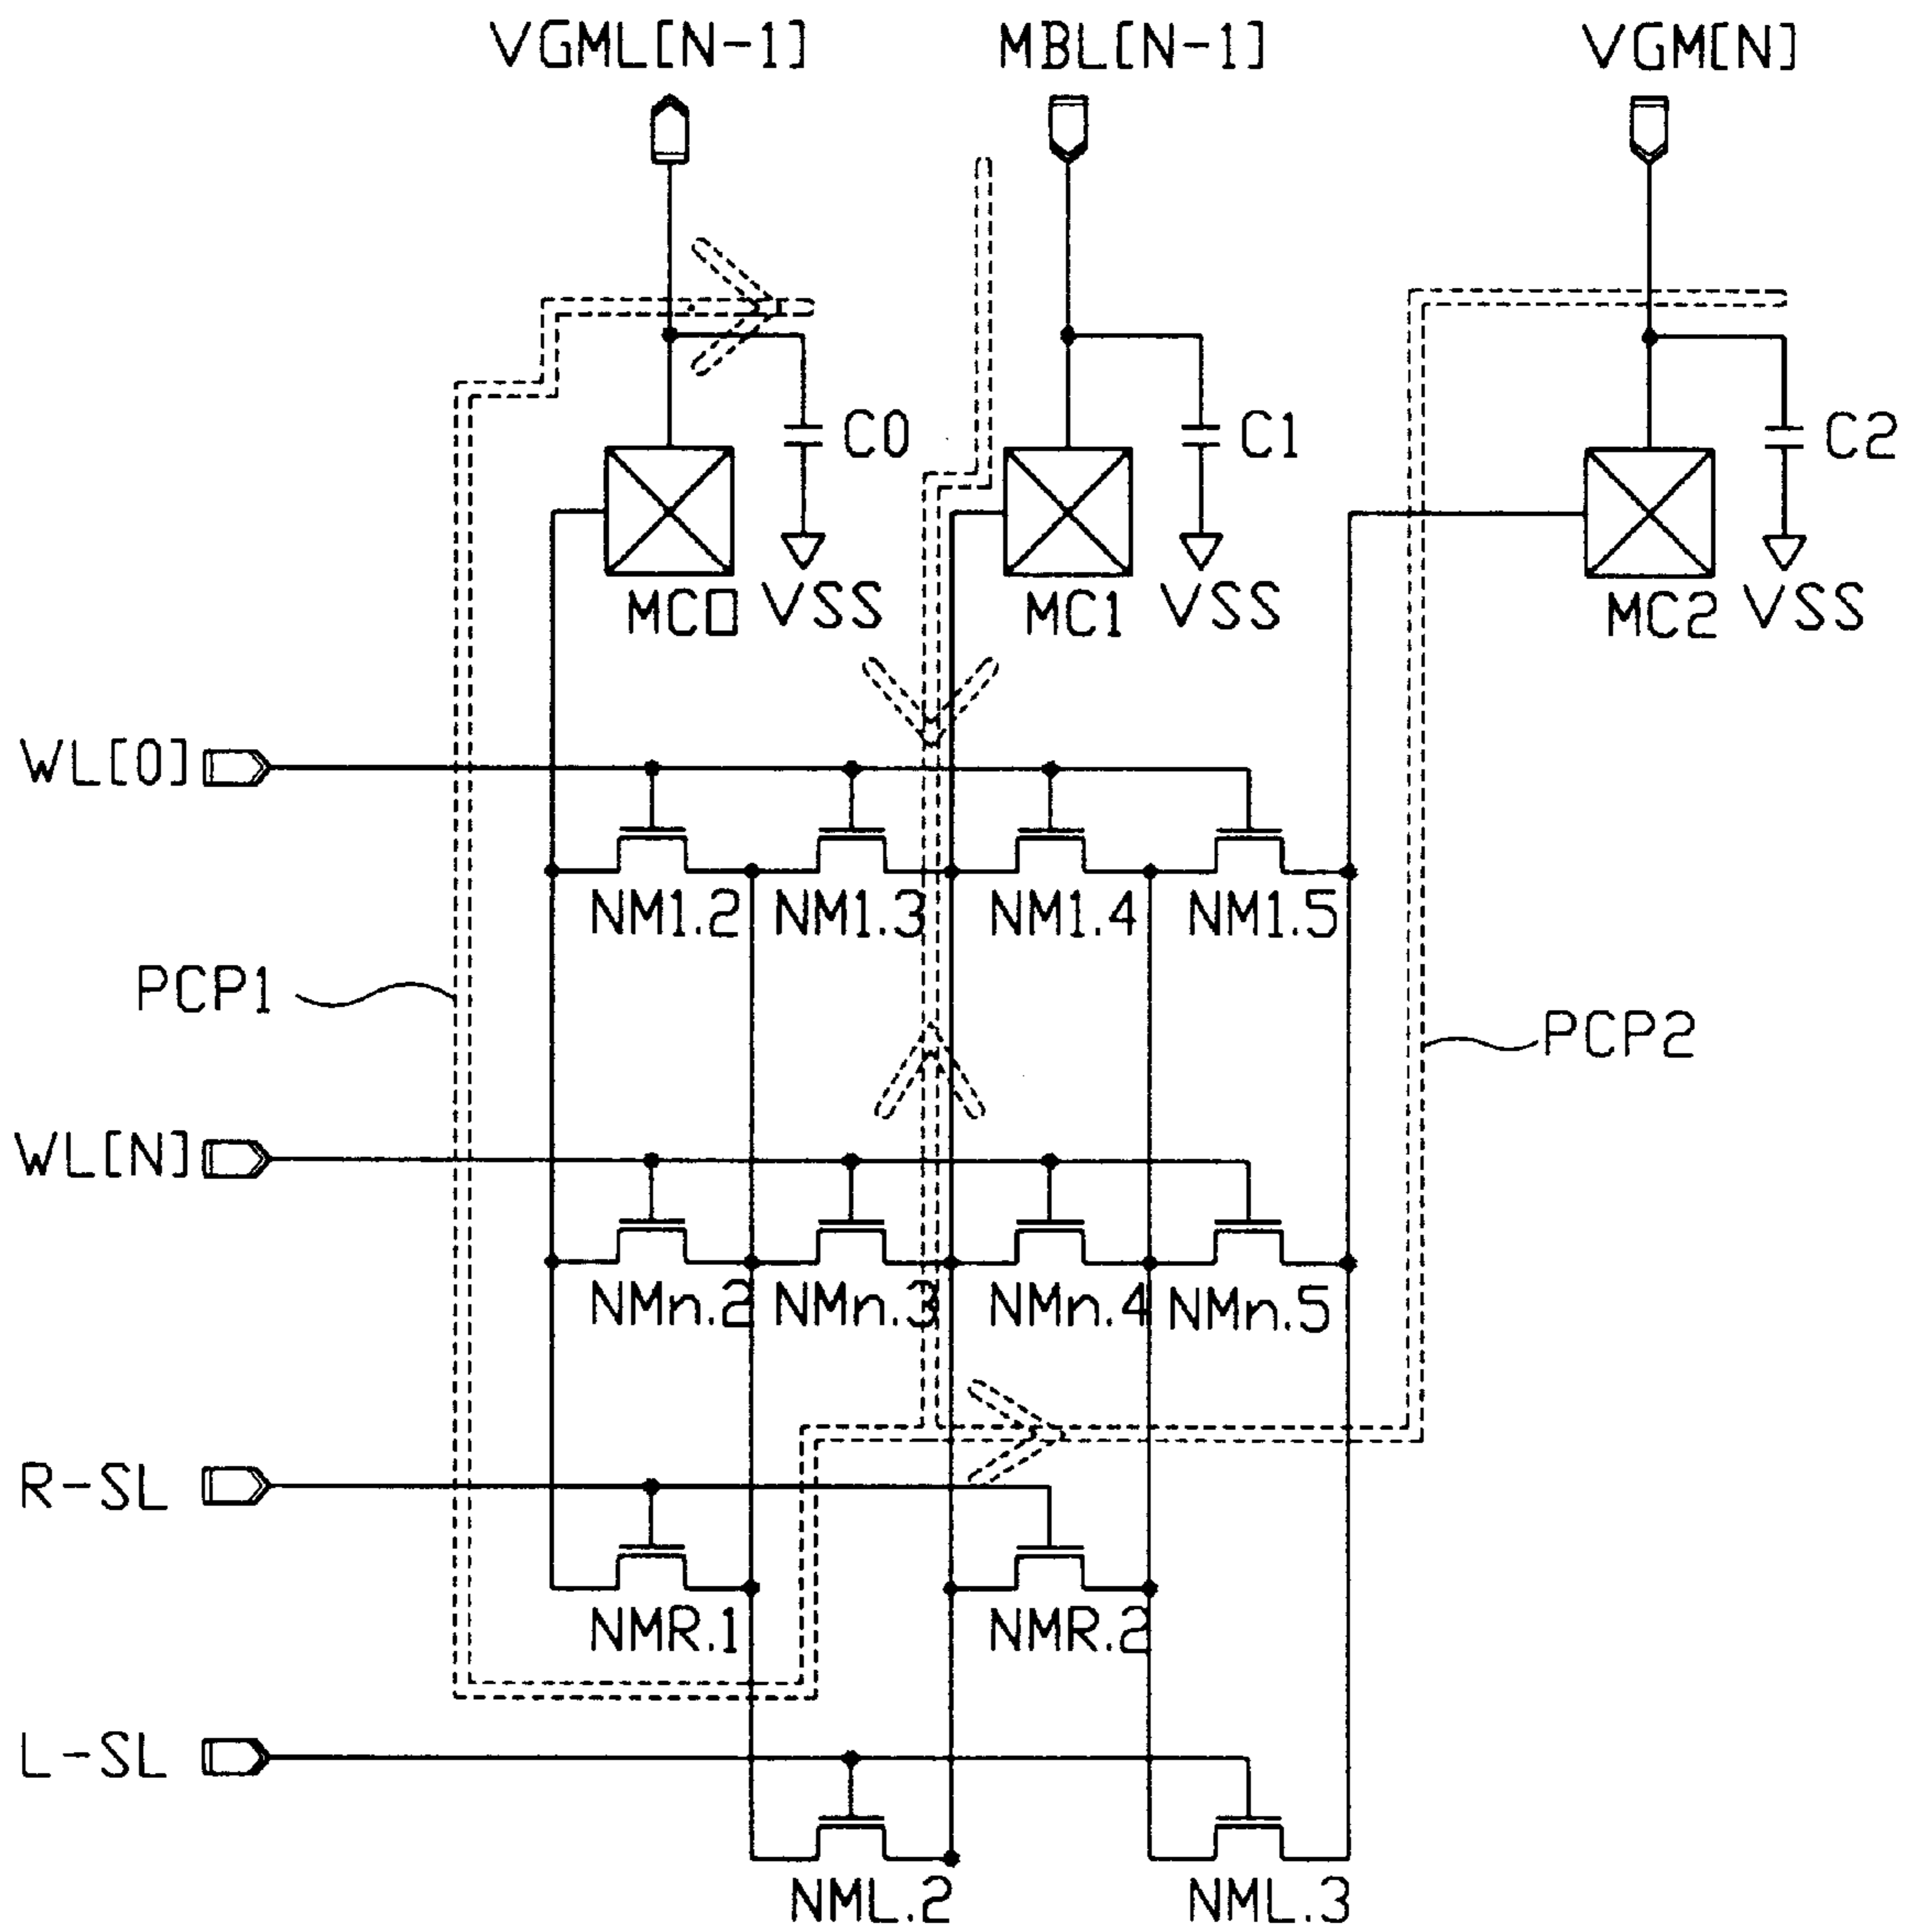 VGML[N-1] MBL[N-1] VGM[N]
C0 C1 C2
MC0 VSS MC1 VSS MC2 VSS
WL[0]
NM1.2 NM1.3 NM1.4 NM1.5
PCP1
PCP2
WL[N]
NMn.2 NMn.3 NMn.4 NMn.5
R-SL
NMR.1 NMR.2
L-SL
NML.2 NML.3